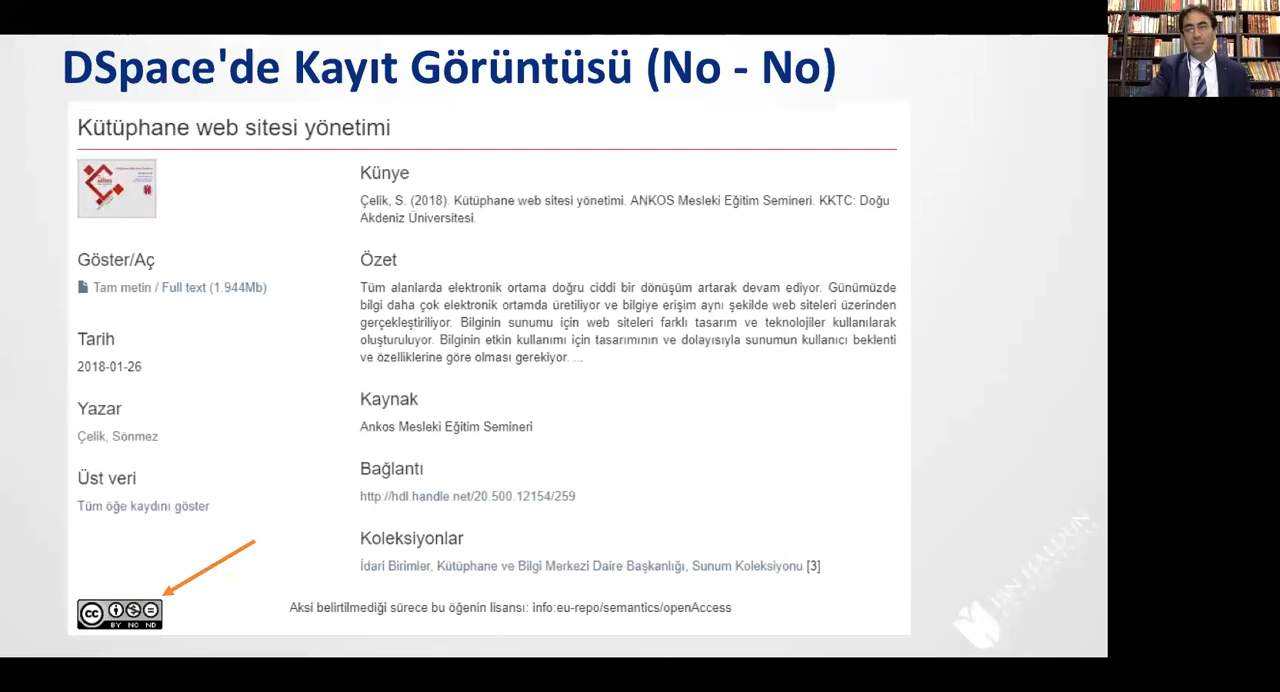 DSpace'de Kayıt Görüntüsü (No - No)
Kütüphane web sitesi yönetimi
Göster/Aç
Tam metin / Full text (1.944Mb)
Tarih
2018-01-26
Yazar
Çelik, Sönmez
Üst veri
Tüm öğe kaydını göster
Künye
Çelik, S. (2018). Kütüphane web sitesi yönetimi. ANKOS Mesleki Eğitim Semineri. KKTC: Doğu
Akdeniz Üniversitesi.
Özet
Tüm alanlarda elektronik ortama doğru ciddi bir dönüşüm artarak devam ediyor. Günümüzde
bilgi daha çok elektronik ortamda üretiliyor ve bilgiye erişim aynı şekilde web siteleri üzerinden
gerçekleştiriliyor. Bilginin sunumu için web siteleri farklı tasarım ve teknolojiler kullanılarak
oluşturuluyor. Bilginin etkin kullanımı için tasarımının ve dolayısıyla sunumun kullanıcı beklenti
ve özelliklerine göre olması gerekiyor. ...
Kaynak
Ankos Mesleki Eğitim Semineri
Bağlantı
http://hdl.handle.net/20.500.12154/259
Koleksiyonlar
İdari Birimler, Kütüphane ve Bilgi Merkezi Daire Başkanlığı, Sunum Koleksiyonu [3]
cc
BY NC ND
Aksi belirtilmediği sürece bu öğenin lisansı: info:eu-repo/semantics/openAccess